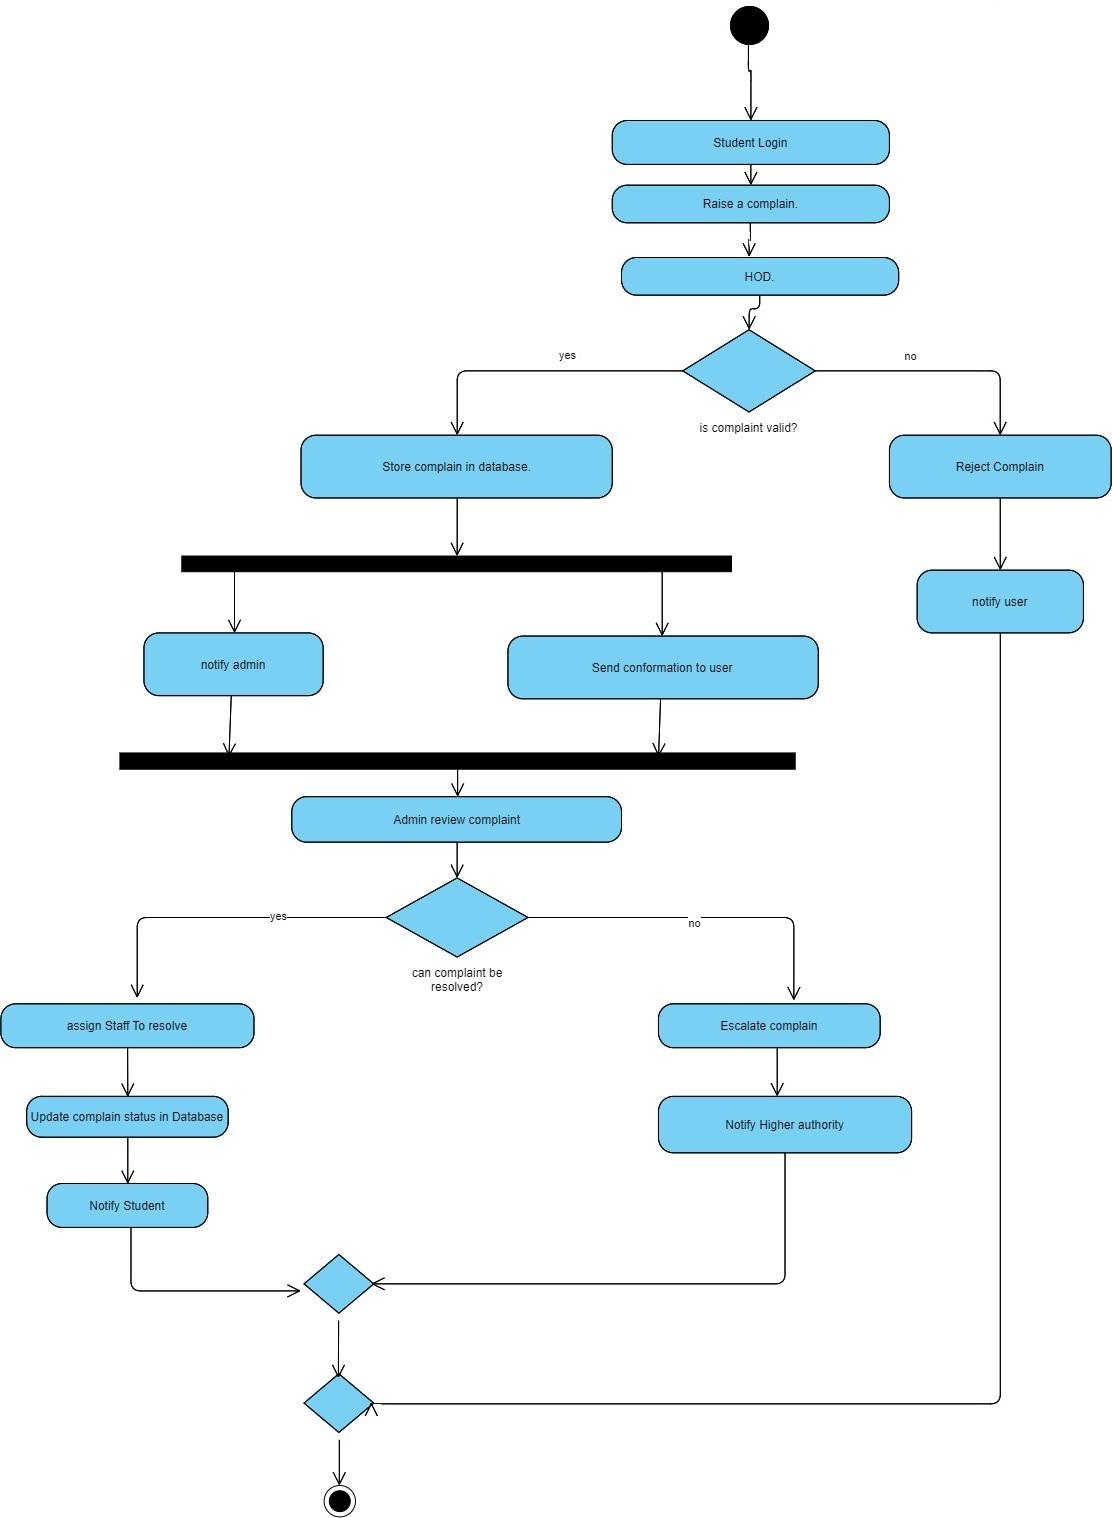 Student Login
Raise a complain.
HOD.
yes
no
is complaint valid?
Store complain in database.
Reject Complain
notify user
notify admin
Send conformation to user
Admin review complaint
yes
no
can complaint be
resolved?
assign Staff To resolve
Escalate complain
Update complain status in Database
Notify Higher authority
Notify Student